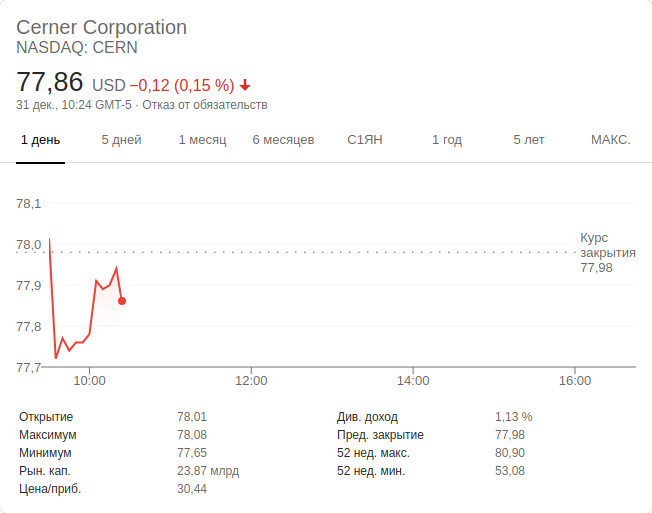 Cerner Corporation
NASDAQ: CERN
77,86 USD −0,12 (0,15 %)
31 дек., 10:24 GMT-5 · Отказ от обязательств
1 день 5 дней 1 месяц 6 месяцев С1ЯН 1 год 5 лет МАКС.
78,1
78,0
77,9
77,8
77,7
Курс
закрытия
77,98
10:00 12:00 14:00 16:00
Открытие 78,01 Див. доход 1,13 %
Максимум 78,08 Пред. закрытие 77,98
Минимум 77,65 52 нед. макс. 80,90
Рын. кап. 23,87 млрд 52 нед. мин. 53,08
Цена/приб. 30,44